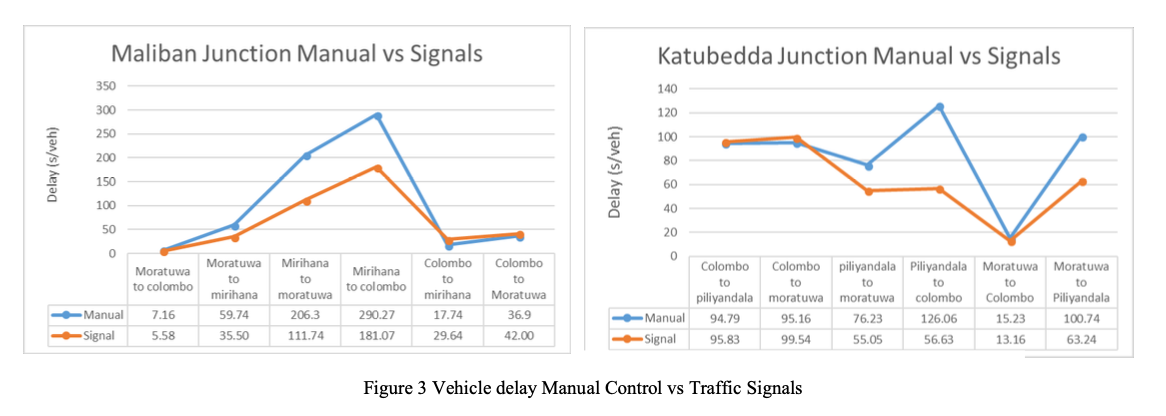 Maliban Junction Manual vs Signals
350
300
250
200
150
100
50
0
Delay (s/veh)
Moratuwa
to colombo
Moratuwa
to
mirihana
Mirihana
to
moratuwa
Mirihana
to colombo
Colombo
to
mirihana
Colombo
to
Moratuwa
Manual 7.16 59.74 206.3 290.27 17.74 36.9
Signal 5.58 35.50 111.74 181.07 29.64 42.00
Katubedda Junction Manual vs Signals
140
120
100
80
60
40
20
0
Delay (s/veh)
Colombo
to
piliyandala
Colombo
to
moratuwa
piliyandala
to
moratuwa
Piliyandala
to
colombo
Moratuwa
to
Colombo
Moratuwa
to
Piliyandala
Manual 94.79 95.16 76.23 126.06 15.23 100.74
Signal 95.83 99.54 55.05 56.63 13.16 63.24
Figure 3 Vehicle delay Manual Control vs Traffic Signals